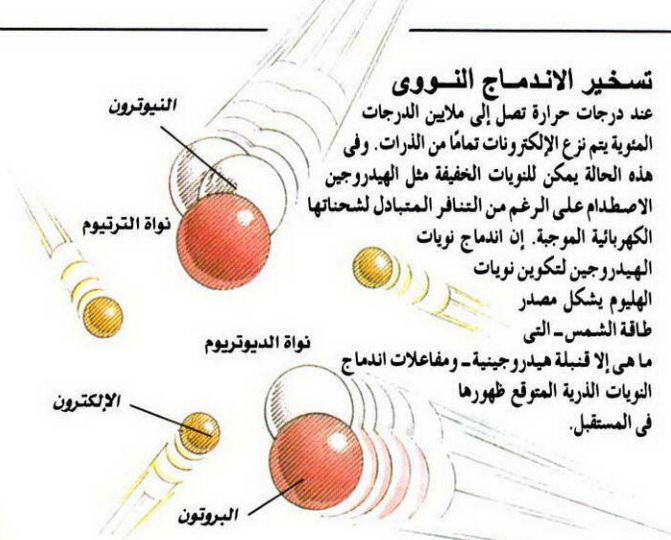 تسخير الاندماج النووى
عند درجات حرارة تصل إلى ملايين الدرجات
المئوية يتم نزع الإلكترونات تمامًا من الذرات. وفى
هذه الحالة يمكن للنويات الخفيفة مثل الهيدروجين
الاصطدام على الرغم من التنافر المتبادل لشحناتها
الكهربائية الموجبة. إن اندماج نويات
الهيدروجين لتكوين نويات
الهليوم يشكل مصدر
طاقة الشمس ـ التى
ما هى إلا قنبلة هيدروجينية ـ ومفاعلات اندماج
النويات الذرية المتوقع ظهورها
فى المستقبل.
النيوترون
نواة الترتيوم
نواة الديوتريوم
الإلكترون
البروتون